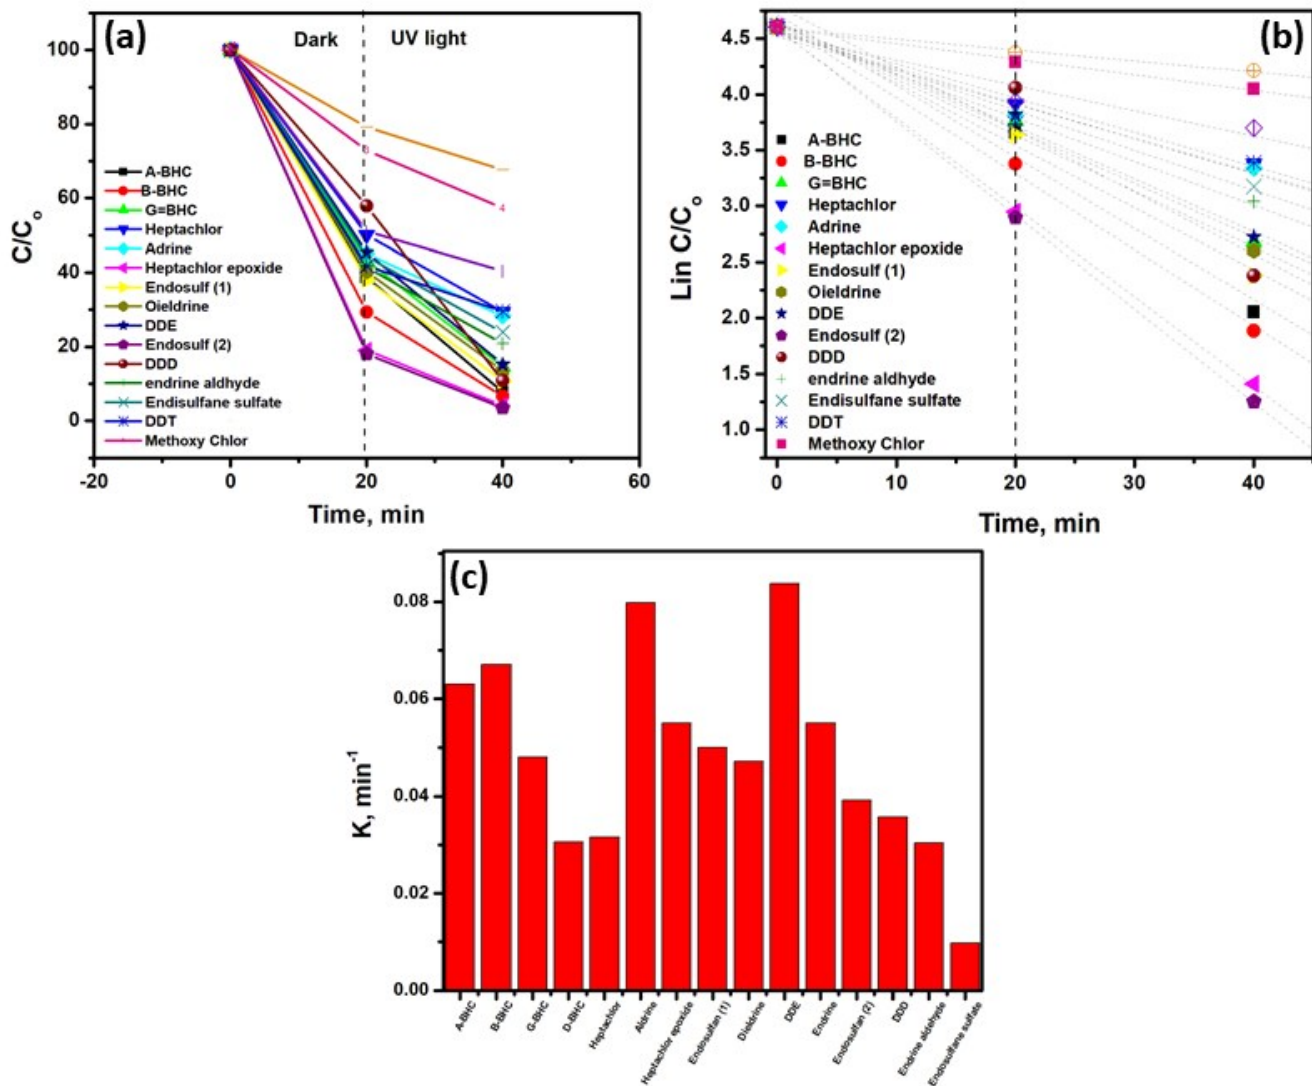 (a)
Dark
UV light
100
80
60
40
20
0
C/Co
A-BHC
B-BHC
G=BHC
Heptachlor
Adrine
Heptachlor epoxide
Endosulf (1)
Oieldrine
DDE
Endosulf (2)
DDD
endrine aldhyde
Endisulfane sulfate
DDT
Methoxy Chlor
-20
0
20
40
60
Time, min
(b)
4.5
4.0
3.5
3.0
2.5
2.0
1.5
1.0
Lin C/Co
A-BHC
B-BHC
G=BHC
Heptachlor
Adrine
Heptachlor epoxide
Endosulf (1)
Oieldrine
DDE
Endosulf (2)
DDD
endrine aldhyde
Endisulfane sulfate
DDT
Methoxy Chlor
0
10
20
30
40
Time, min
(c)
0.08
0.06
0.04
0.02
0.00
K, min-1
A-BHC
B-BHC
G-BHC
D-BHC
Heptachlor
Aldrine
Heptachlor epoxide
Endosulfan (1)
Dieldrine
DDE
Endrine
Endosulfan (2)
DDD
Endrine aldehyde
Endosulfane sulfate